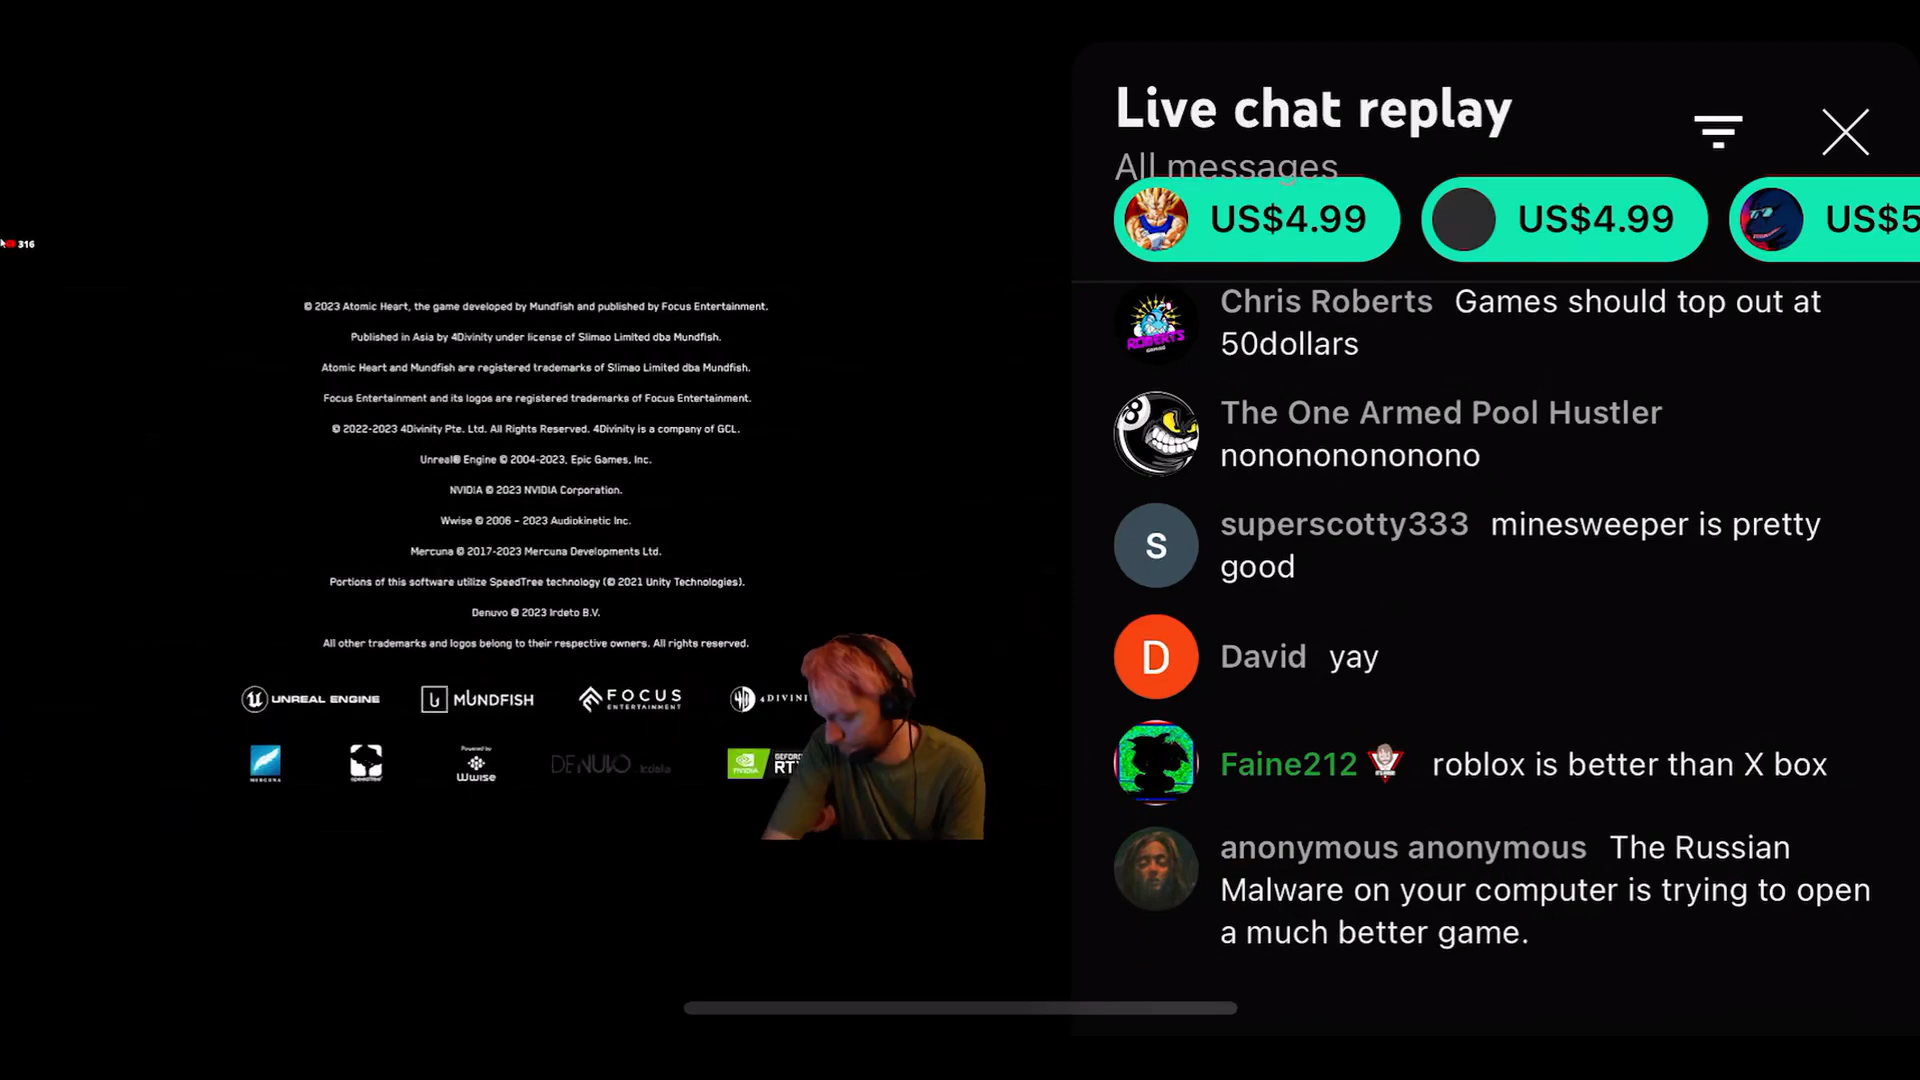 316
© 2023 Atomic Heart, the game developed by Mundfish and published by Focus Entertainment.
Published in Asia by 4Divinity under license of Slimao Limited dba Mundfish.
Atomic Heart and Mundfish are registered trademarks of Slimao Limited dba Mundfish.
Focus Entertainment and its logos are registered trademarks of Focus Entertainment.
© 2022-2023 4Divinity Pte. Ltd. All Rights Reserved. 4Divinity is a company of GCL.
Unreal® Engine © 2004-2023, Epic Games, Inc.
NVIDIA © 2023 NVIDIA Corporation.
Wwise © 2006 - 2023 Audiokinetic Inc.
Mercuna © 2017-2023 Mercuna Developments Ltd.
Portions of this software utilize SpeedTree technology (© 2021 Unity Technologies).
Denuvo © 2023 Irdeto B.V.
All other trademarks and logos belong to their respective owners. All rights reserved.
UNREAL ENGINE
MUNDFISH
FOCUS
ENTERTAINMENT
4DIVINI
MERCUNA
SpeedTree
Powered by
Wwise
DENUVO by Irdeto
NVIDIA
GEFOR
RT
Live chat replay
All messages
US$4.99
US$4.99
US$5
ROBERTS
Chris Roberts Games should top out at
50dollars
8
The One Armed Pool Hustler
nonononononono
S
superscotty333 minesweeper is pretty
good
D
David yay
Faine212 roblox is better than X box
anonymous anonymous The Russian
Malware on your computer is trying to open
a much better game.